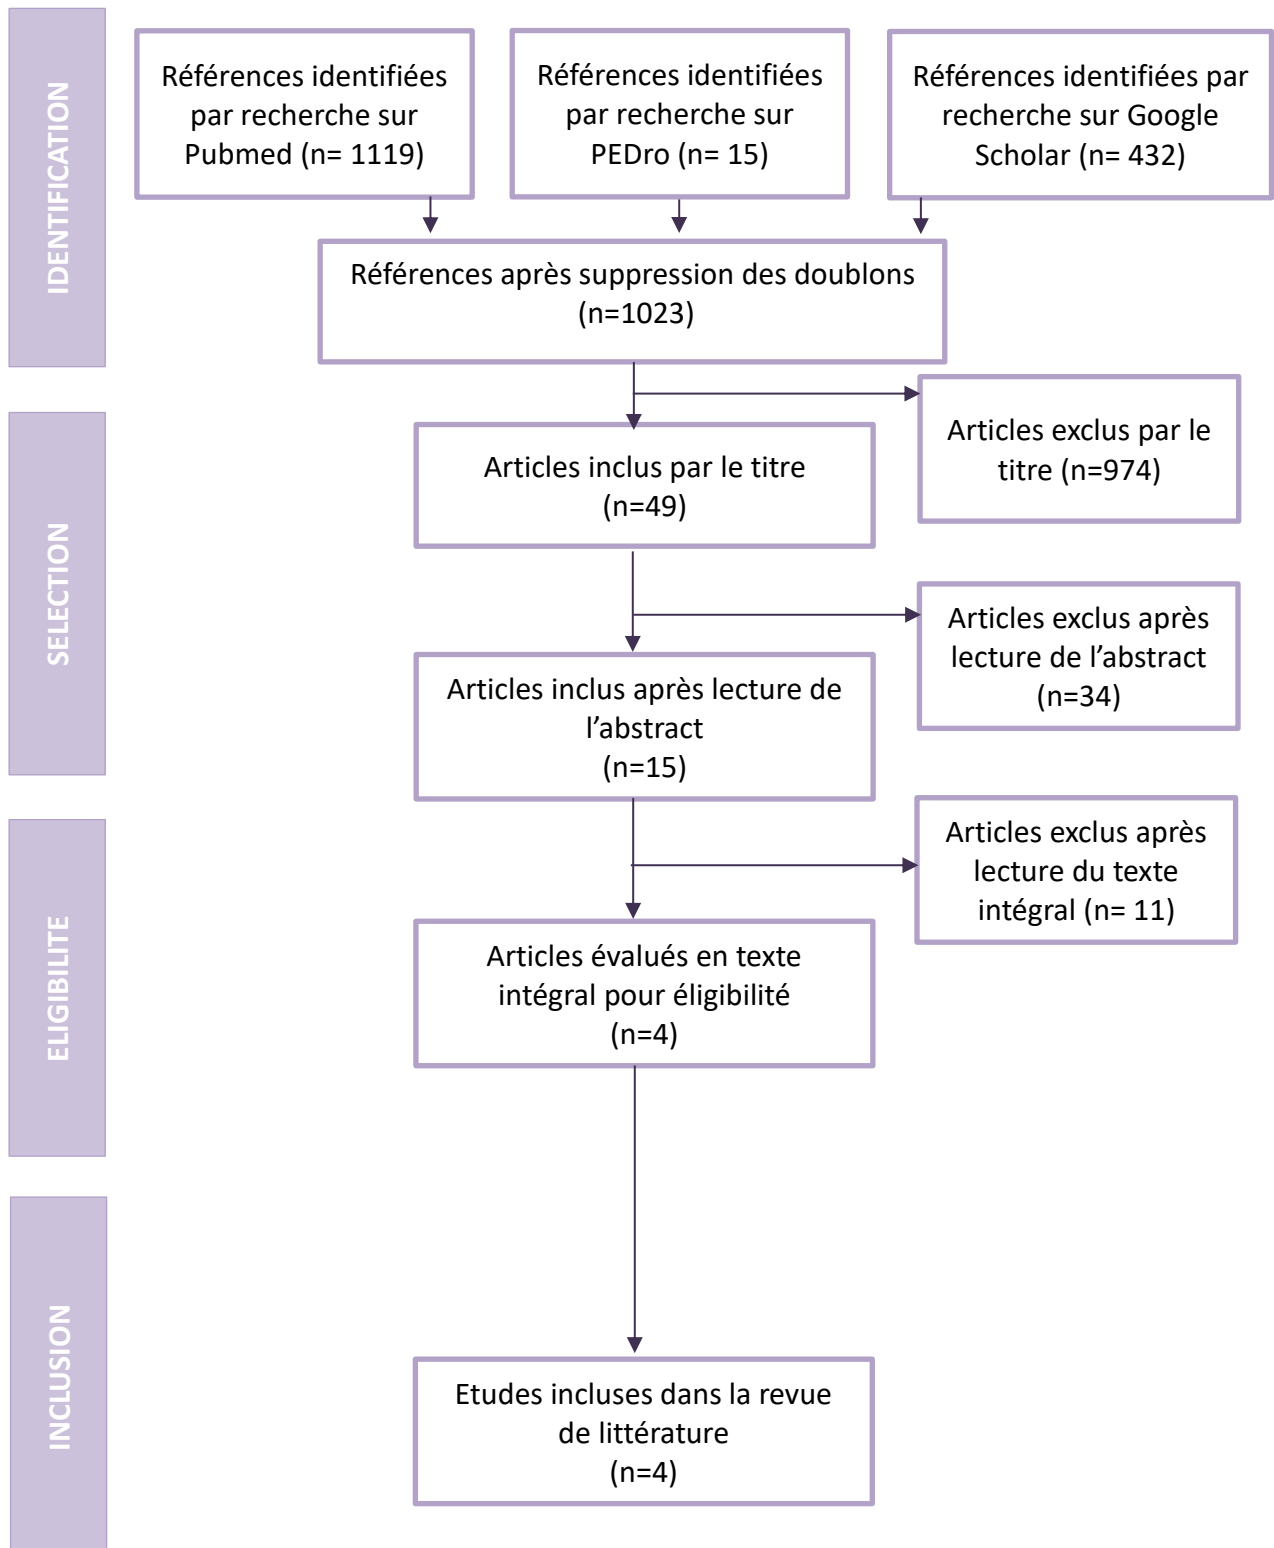 IDENTIFICATION
Références identifiées
par recherche sur
Pubmed (n= 1119)
Références identifiées
par recherche sur
PEDro (n= 15)
Références identifiées par
recherche sur Google
Scholar (n= 432)
Références après suppression des doublons
(n=1023)
SELECTION
Articles exclus par le
titre (n=974)
Articles inclus par le titre
(n=49)
Articles exclus après
lecture de l’abstract
(n=34)
Articles inclus après lecture de
l’abstract
(n=15)
ELIGIBILITE
Articles exclus après
lecture du texte
intégral (n= 11)
Articles évalués en texte
intégral pour éligibilité
(n=4)
INCLUSION
Etudes incluses dans la revue
de littérature
(n=4)